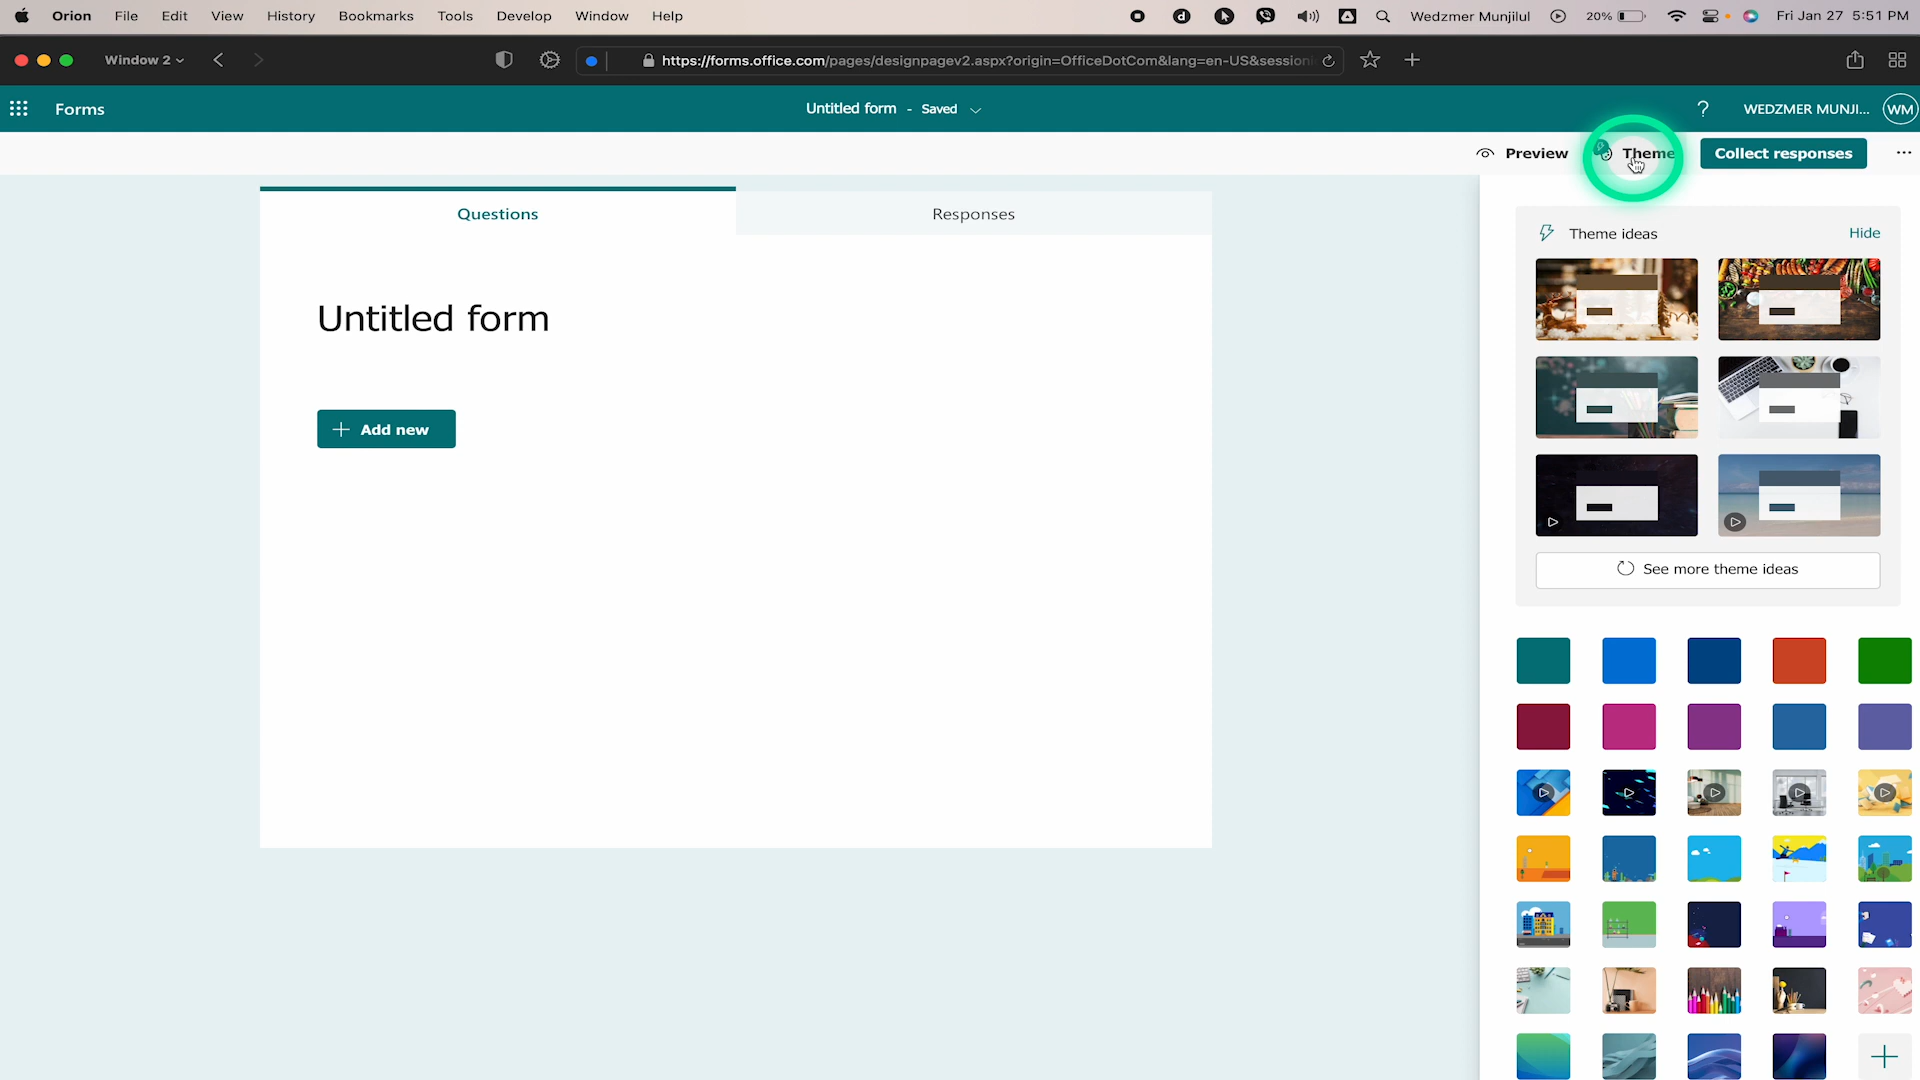 Orion File Edit View History Bookmarks Tools Develop Window Help
Wedzmer Munjilul 20% Fri Jan 27 5:51 PM
Window 2
https://forms.office.com/pages/designpagev2.aspx?origin=OfficeDotCom&lang=en-US&session
Forms
Untitled form - Saved
? WEDZMER MUNJI... WM
Preview Theme Collect responses ...
Questions
Responses
Untitled form
+ Add new
Theme ideas
Hide
See more theme ideas